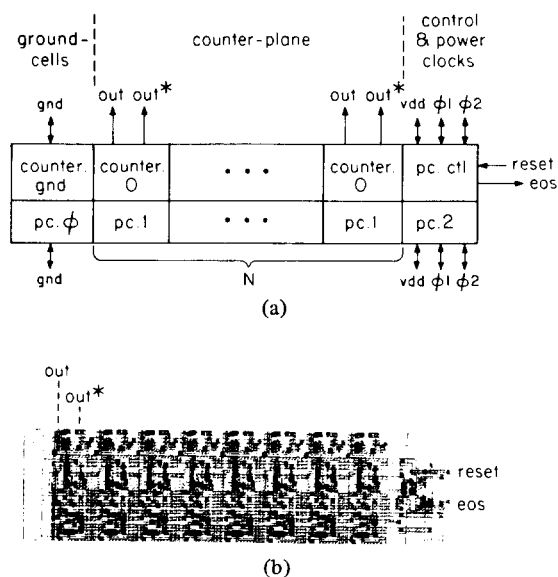 ground- counter-plane control
cells & power
clocks
gnd out out* out out* vdd ϕ1 ϕ2
counter. counter. • • • counter. pc. ctl reset
gnd O O eos
pc. ϕ pc. 1 • • • pc. 1 pc. 2
gnd N vdd ϕ1 ϕ2
(a)
out
out*
reset
eos
(b)